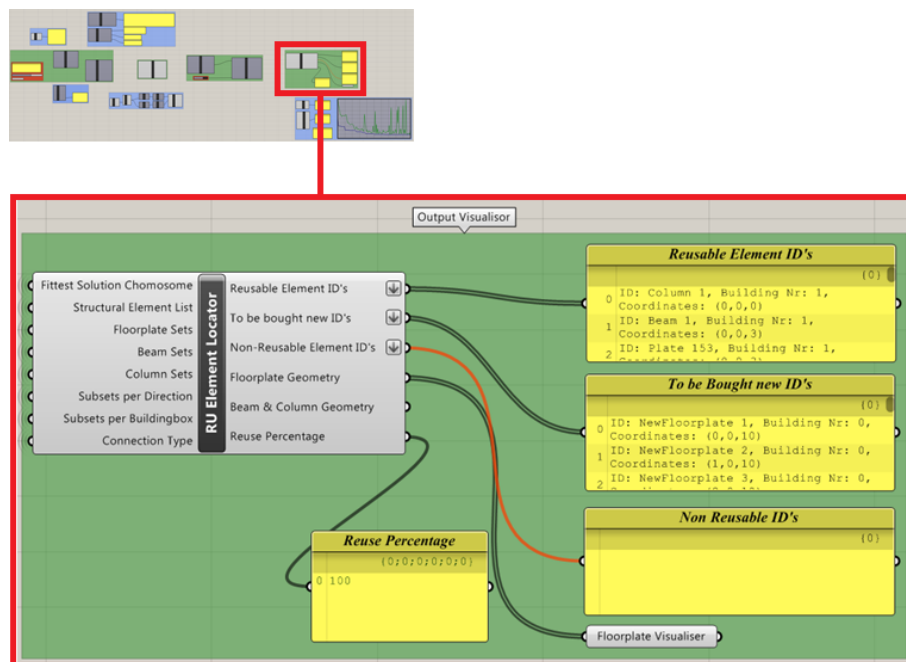 Output Visualisor
Fittest Solution Chomosome
Structural Element List
Floorplate Sets
Beam Sets
Column Sets
Subsets per Direction
Subsets per Buildingbox
Connection Type
RU Element Locator
Reusable Element ID's
To be bought new ID's
Non-Reusable Element ID's
Floorplate Geometry
Beam & Column Geometry
Reuse Percentage
Reusable Element ID's
{0}
0 ID: Column 1, Building Nr: 1,
Coordinates: (0,0,0)
1 ID: Beam 1, Building Nr: 1,
Coordinates: (0,0,3)
2 ID: Plate 153, Building Nr: 1,
To be Bought new ID's
{0}
0 ID: NewFloorplate 1, Building Nr: 0,
Coordinates: (0,0,10)
1 ID: NewFloorplate 2, Building Nr: 0,
Coordinates: (1,0,10)
2 ID: NewFloorplate 3, Building Nr: 0,
Non Reusable ID's
{0}
Reuse Percentage
{0;0;0;0;0;0}
0 100
Floorplate Visualiser